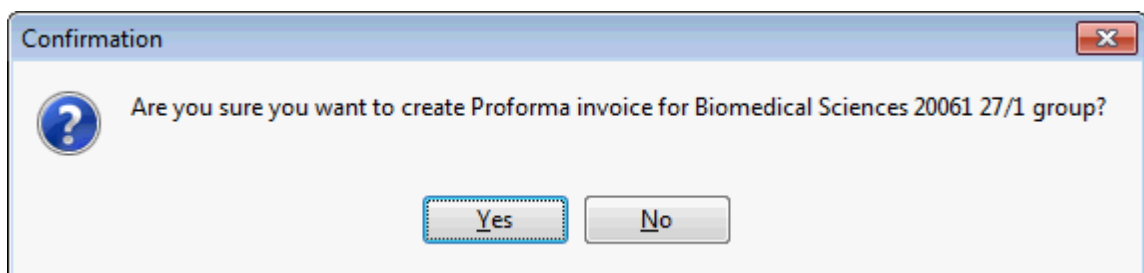 Confirmation
Are you sure you want to create Proforma invoice for Biomedical Sciences 20061 27/1 group?
Yes
No